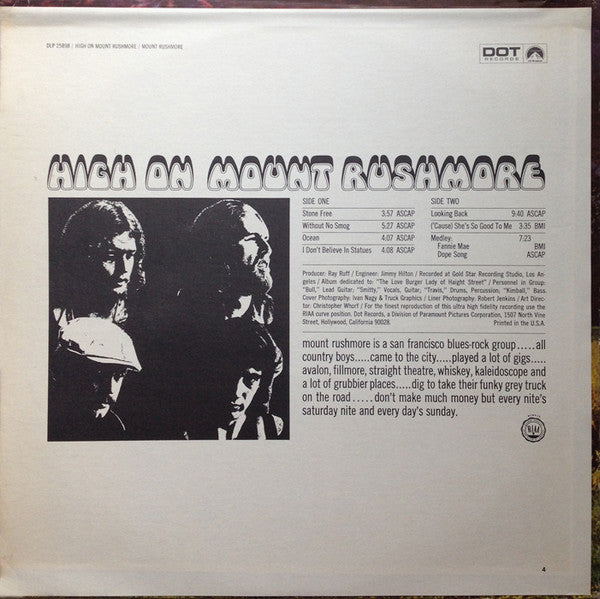 DLP 25898 / HIGH ON MOUNT RUSHMORE / MOUNT RUSHMORE
DOT
RECORDS
HIGH ON MOUNT RUSHMORE
SIDE ONE
Stone Free 3:57 ASCAP
Without No Smog 5.27 ASCAP
Ocean 4.07 ASCAP
I Don't Believe In Statues 4:08 ASCAP
SIDE TWO
Looking Back 9:40 ASCAP
('Cause) She's So Good To Me 3.35 BMI
Medley: 7:23
Fannie Mae BMI
Dope Song ASCAP
Producer: Ray Ruff / Engineer: Jimmy Hilton / Recorded at Gold Star Recording Studio, Los An-
geles / Album dedicated to: "The Love Burger Lady of Haight Street" / Personnel in Group:
"Bull," Lead Guitar; "Smitty," Vocals, Guitar, "Travis," Drums, Percussion; "Kimball," Bass.
Cover Photography: Ivan Nagy & Truck Graphics / Liner Photography: Robert Jenkins / Art Direc-
tor: Christopher Whorf / For the finest reproduction of this ultra high fidelity recording use the
RIAA curve position. Dot Records, a Division of Paramount Pictures Corporation, 1507 North Vine
Street, Hollywood, California 90028. Printed in the U.S.A.
mount rushmore is a san francisco blues-rock group.....all
country boys.....came to the city.....played a lot of gigs.....
avalon, fillmore, straight theatre, whiskey, kaleidoscope and
a lot of grubbier places.....dig to take their funky grey truck
on the road.....don't make much money but every nite's
saturday nite and every day's sunday.
RIAA
4